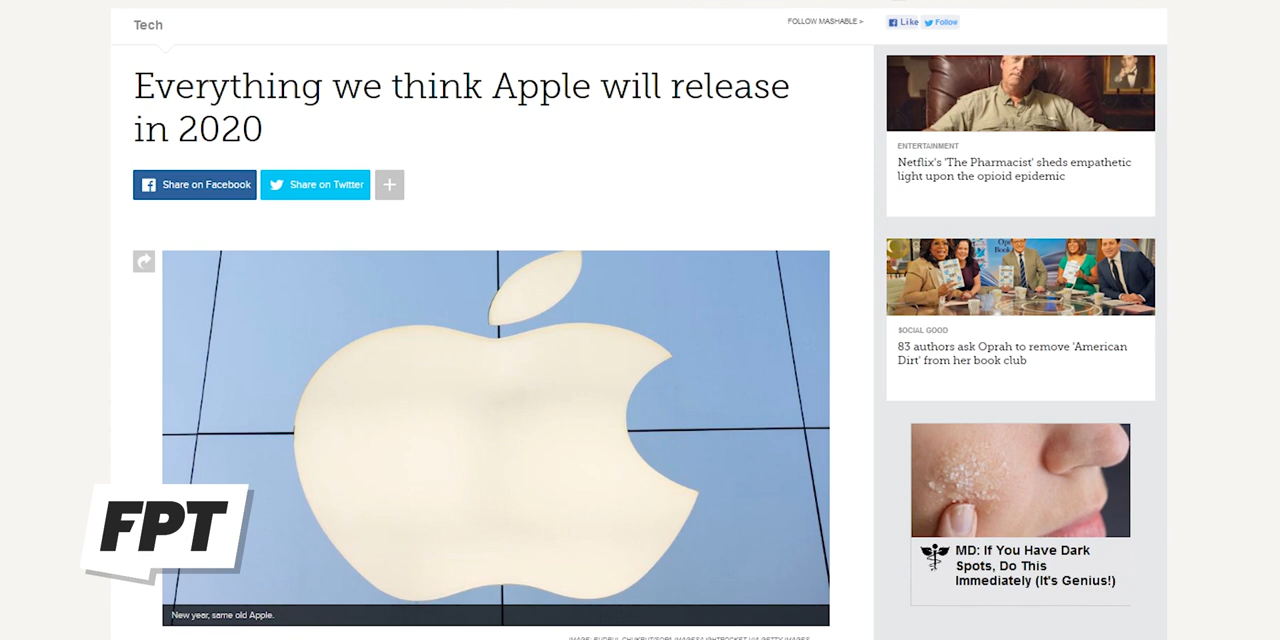 Tech
FOLLOW MASHABLE >
Like
Follow
Everything we think Apple will release
in 2020
Share on Facebook
Share on Twitter
+
New year, same old Apple.
FPT
ENTERTAINMENT
Netflix's 'The Pharmacist' sheds empathetic
light upon the opioid epidemic
SOCIAL GOOD
83 authors ask Oprah to remove 'American
Dirt' from her book club
MD: If You Have Dark
Spots, Do This
Immediately (It's Genius!)